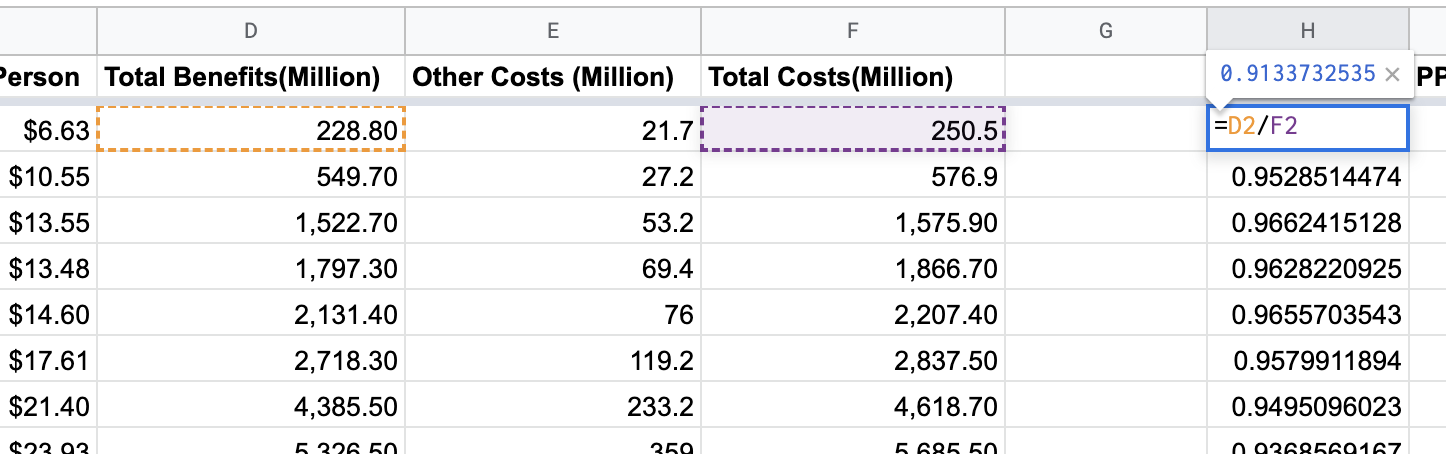 D E F G H
Person Total Benefits(Million) Other Costs (Million) Total Costs(Million) 0.9133732535 × PP
$6.63 228.80 21.7 250.5 =D2/F2
$10.55 549.70 27.2 576.9 0.9528514474
$13.55 1,522.70 53.2 1,575.90 0.9662415128
$13.48 1,797.30 69.4 1,866.70 0.9628220925
$14.60 2,131.40 76 2,207.40 0.9655703543
$17.61 2,718.30 119.2 2,837.50 0.9579911894
$21.40 4,385.50 233.2 4,618.70 0.9495096023
$23.93 5,326.50 359 5,685.50 0.9368569167